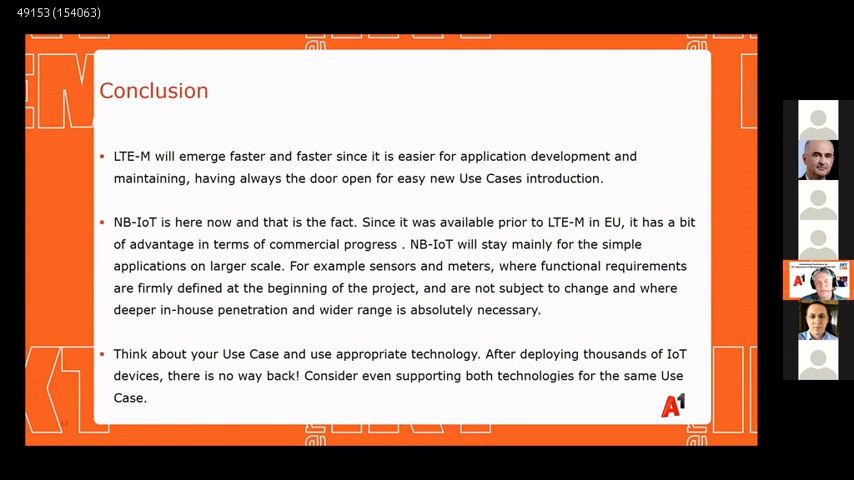 49153 (154063)
Conclusion
▪ LTE-M will emerge faster and faster since it is easier for application development and
maintaining, having always the door open for easy new Use Cases introduction.
▪ NB-IoT is here now and that is the fact. Since it was available prior to LTE-M in EU, it has a bit
of advantage in terms of commercial progress . NB-IoT will stay mainly for the simple
applications on larger scale. For example sensors and meters, where functional requirements
are firmly defined at the beginning of the project, and are not subject to change and where
deeper in-house penetration and wider range is absolutely necessary.
▪ Think about your Use Case and use appropriate technology. After deploying thousands of IoT
devices, there is no way back! Consider even supporting both technologies for the same Use
Case.
A1
A1